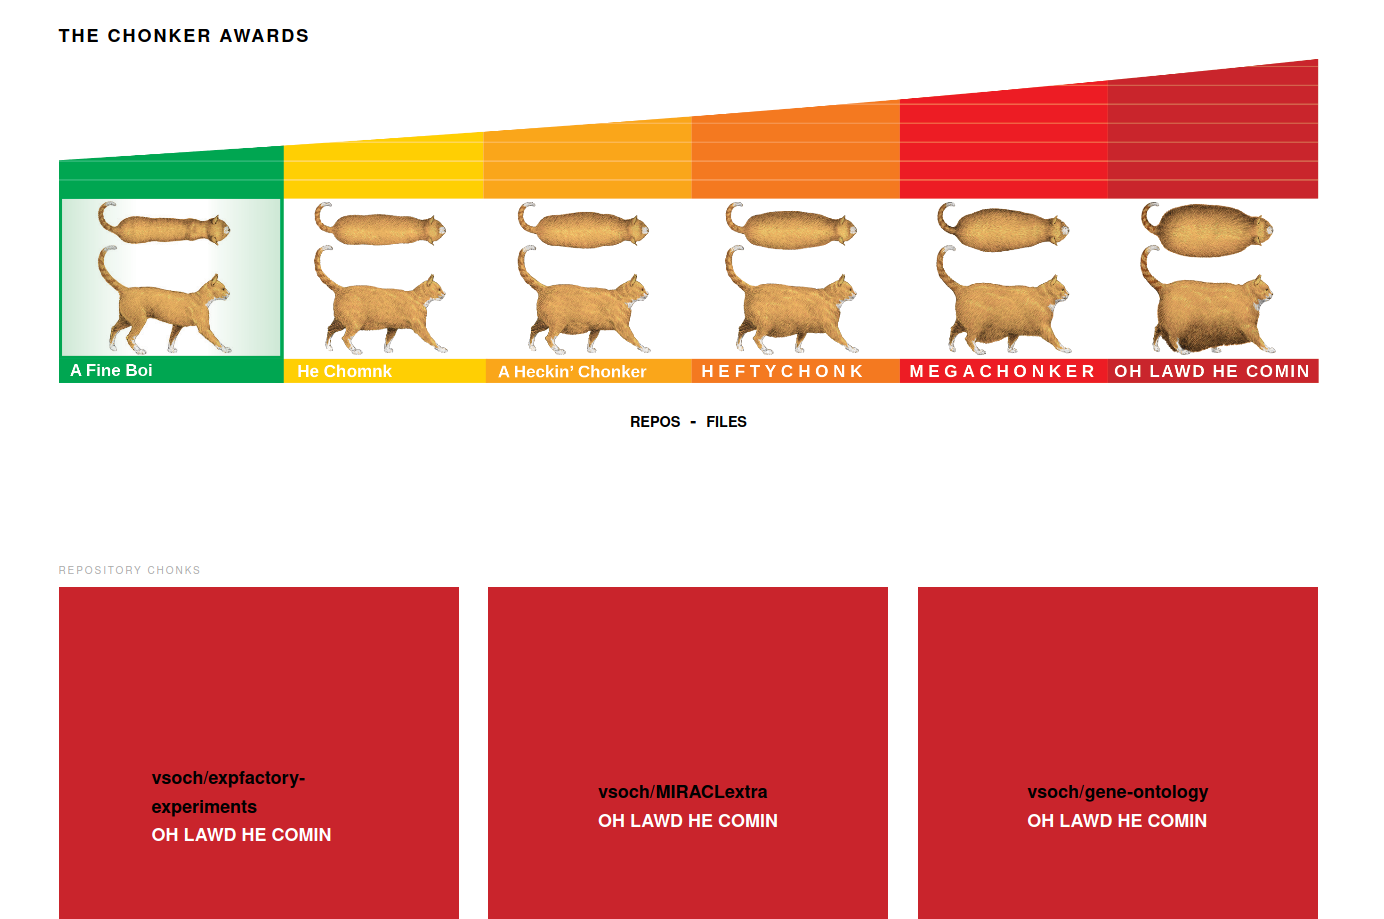 THE CHONKER AWARDS
A Fine Boi
He Chomnk
A Heckin' Chonker
HEFTYCHONK
MEGACHONKER
OH LAWD HE COMIN
REPOS - FILES
REPOSITORY CHONKS
vsoch/expfactory-
experiments
OH LAWD HE COMIN
vsoch/MIRACLextra
OH LAWD HE COMIN
vsoch/gene-ontology
OH LAWD HE COMIN